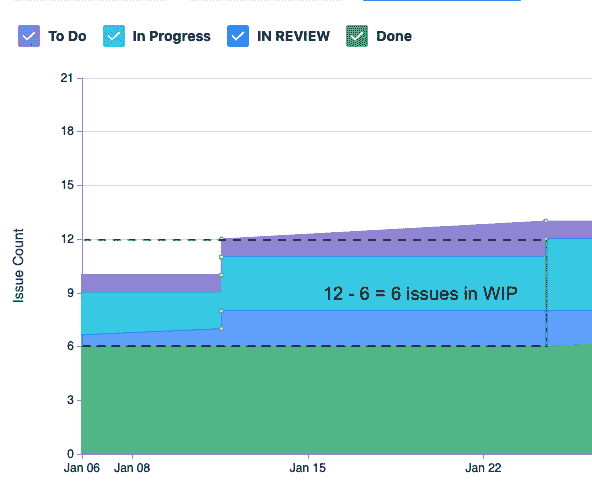 To Do In Progress IN REVIEW Done
21
18
15
12
9
6
3
0
Issue Count
12 - 6 = 6 issues in WIP
Jan 06 Jan 08 Jan 15 Jan 22